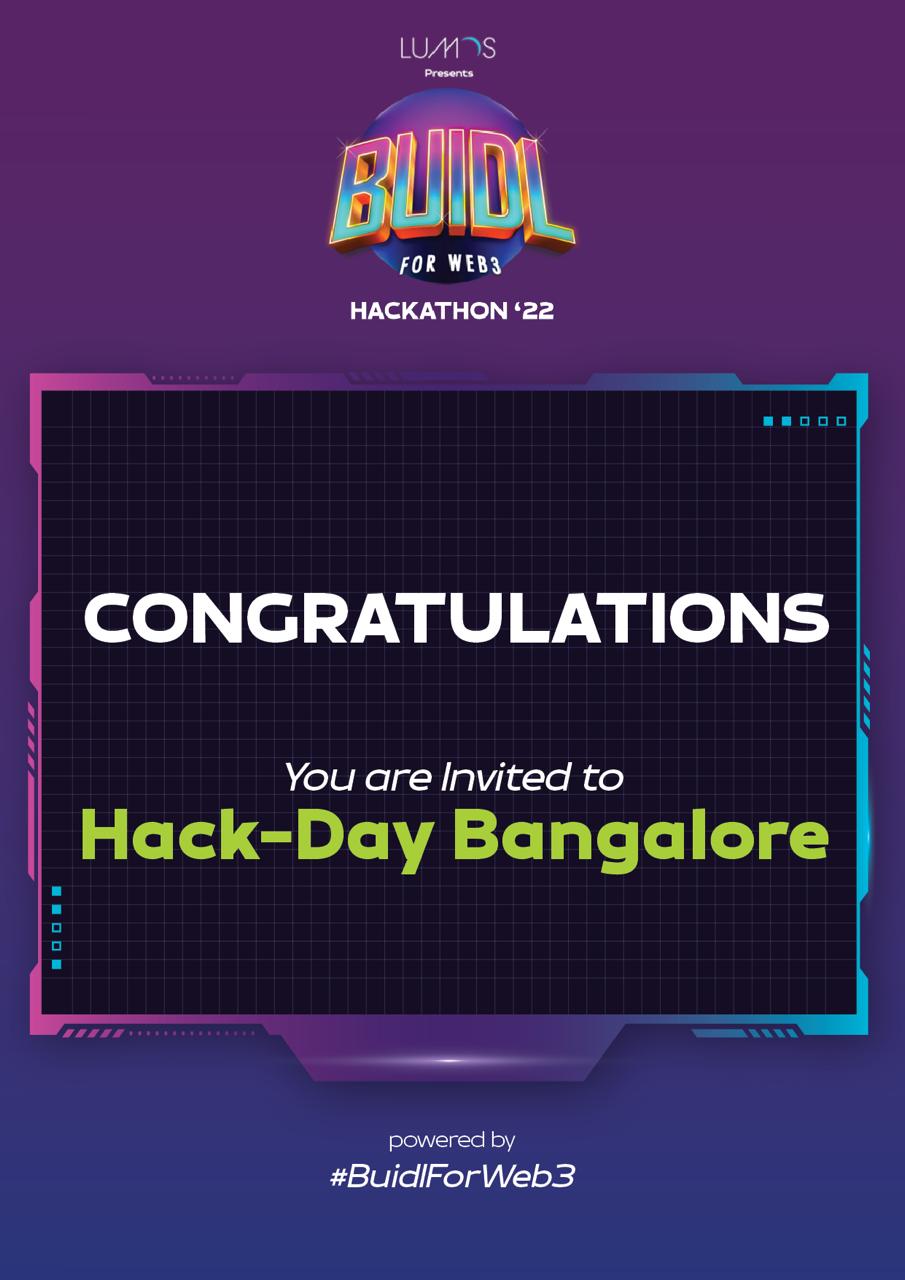 LUMOS
Presents
BUIDL
FOR WEB3
HACKATHON ‘22
CONGRATULATIONS
You are Invited to
Hack-Day Bangalore
powered by
#BuidlForWeb3